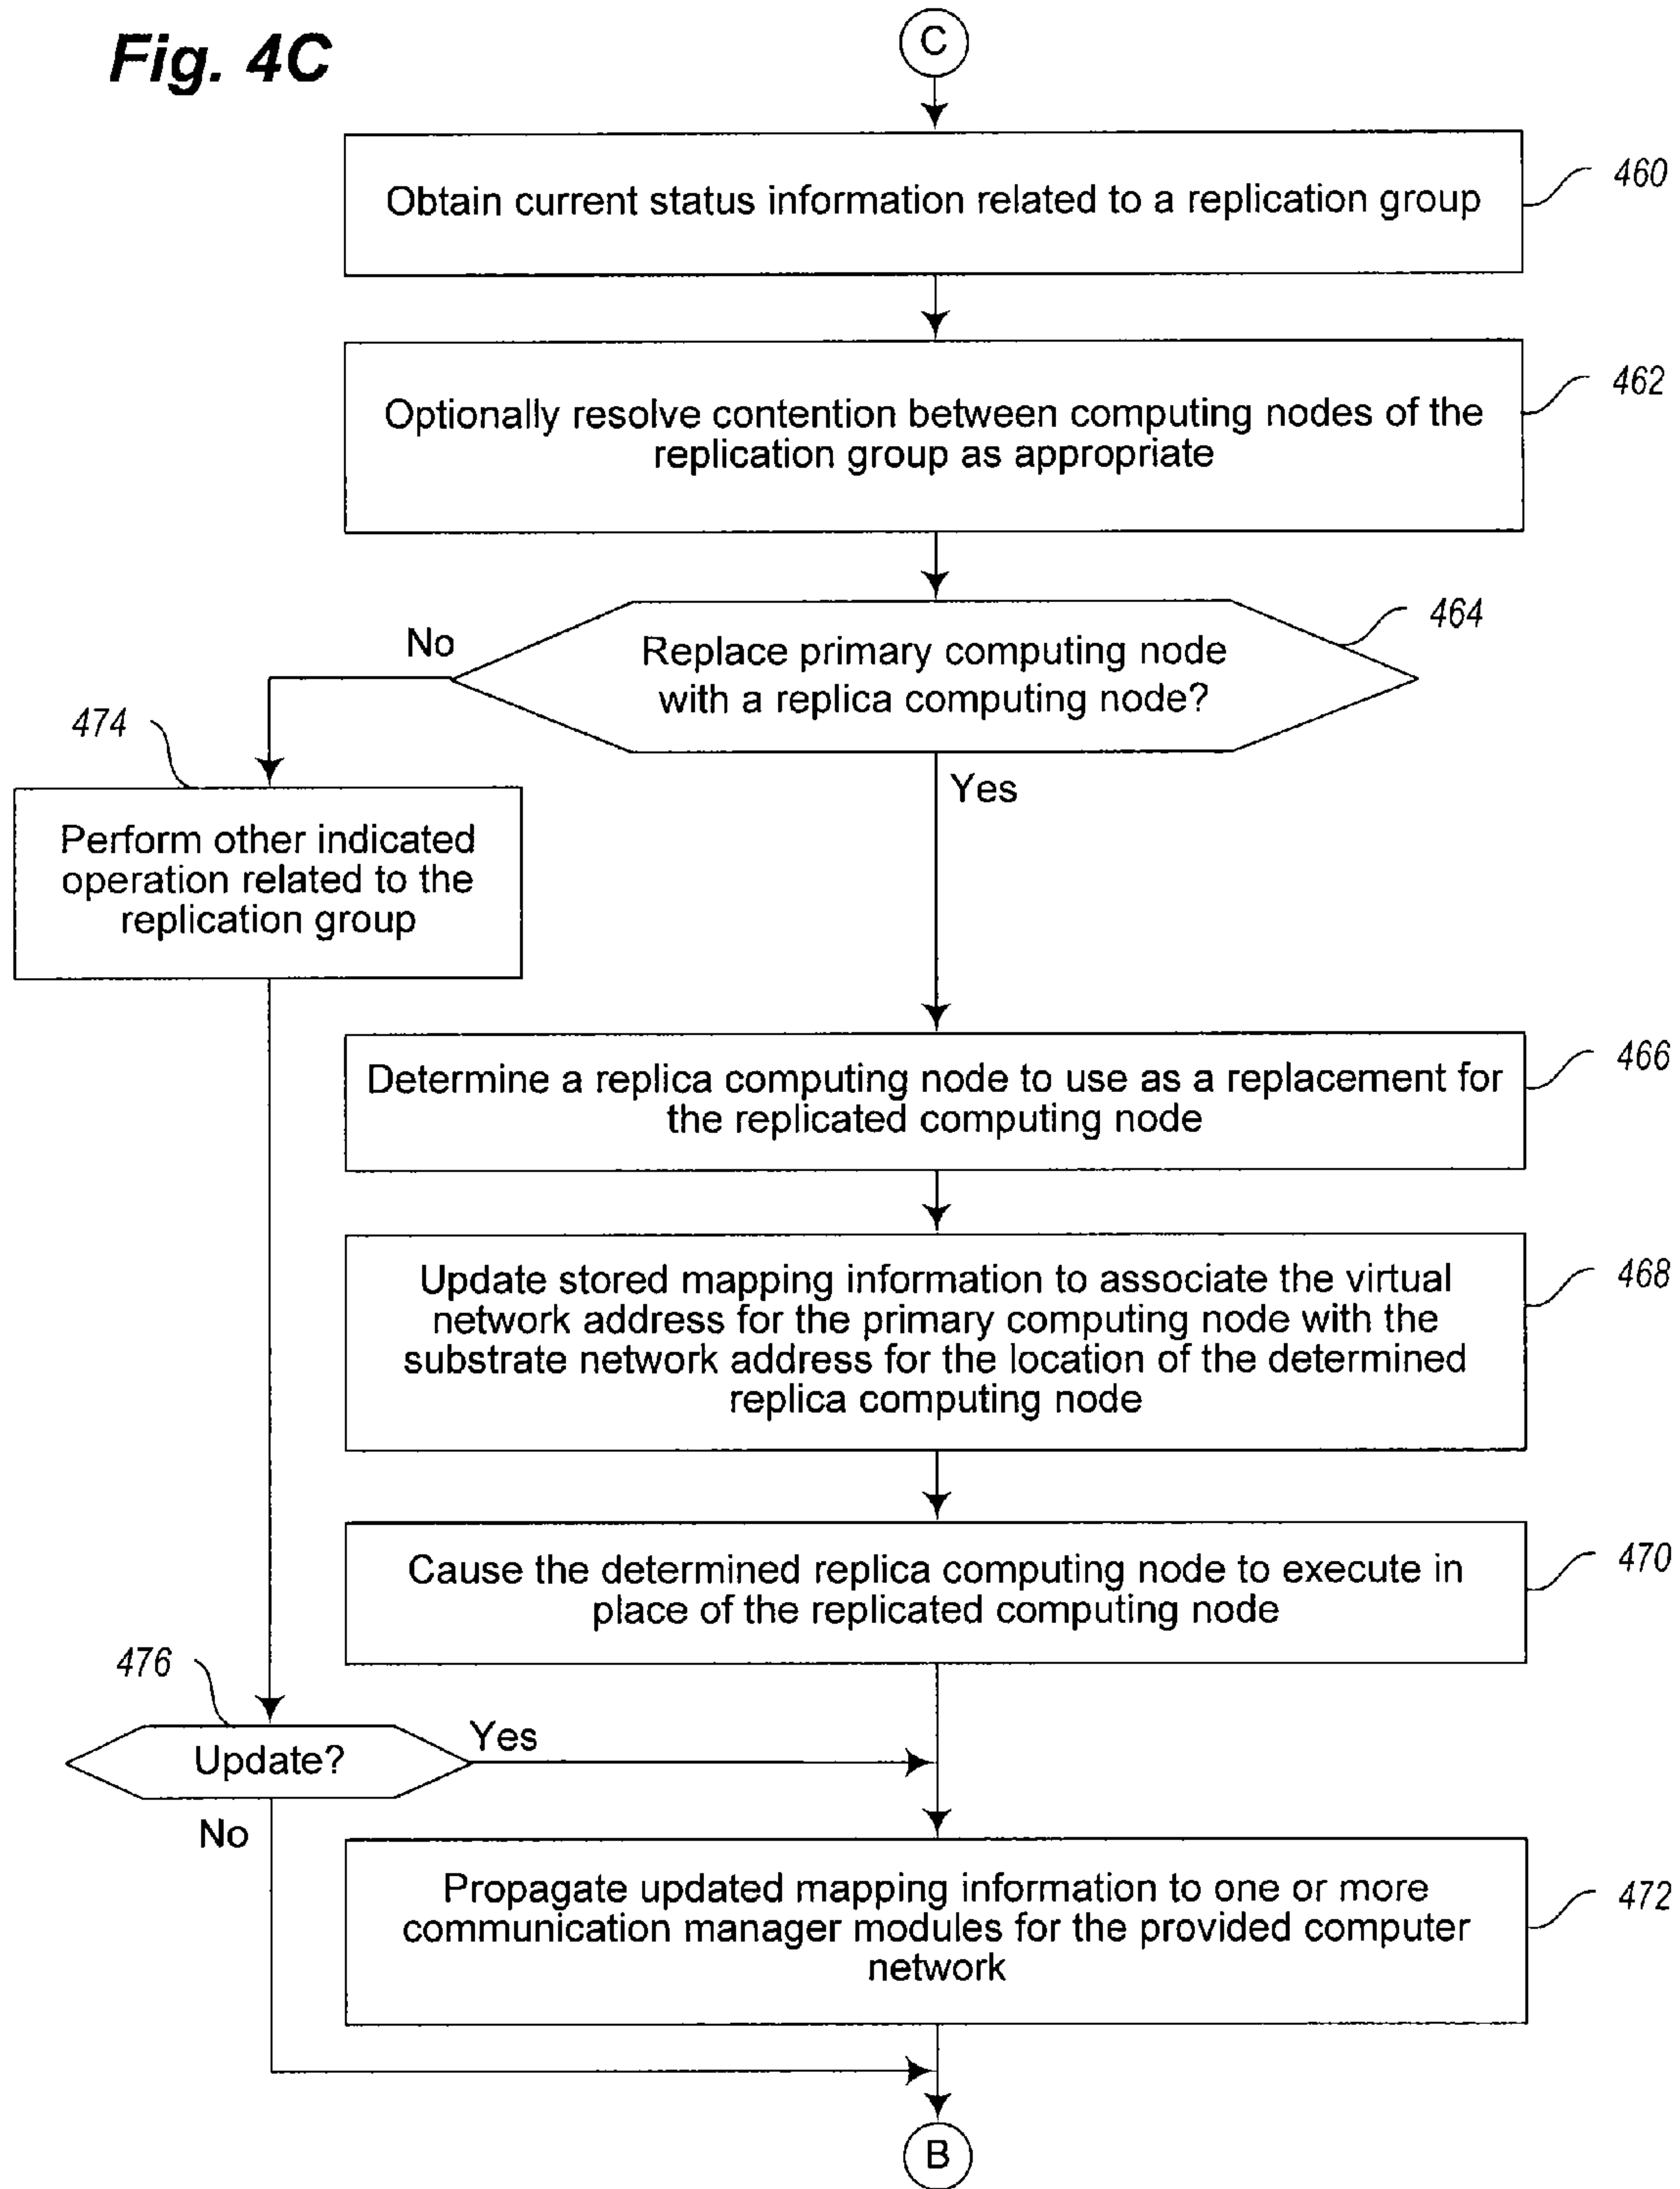 Fig. 4C
C
Obtain current status information related to a replication group
460
Optionally resolve contention between computing nodes of the
replication group as appropriate
462
Replace primary computing node
with a replica computing node?
464
No
Yes
474
Perform other indicated
operation related to the
replication group
Determine a replica computing node to use as a replacement for
the replicated computing node
466
Update stored mapping information to associate the virtual
network address for the primary computing node with the
substrate network address for the location of the determined
replica computing node
468
Cause the determined replica computing node to execute in
place of the replicated computing node
470
476
Update?
Yes
No
Propagate updated mapping information to one or more
communication manager modules for the provided computer
network
472
B